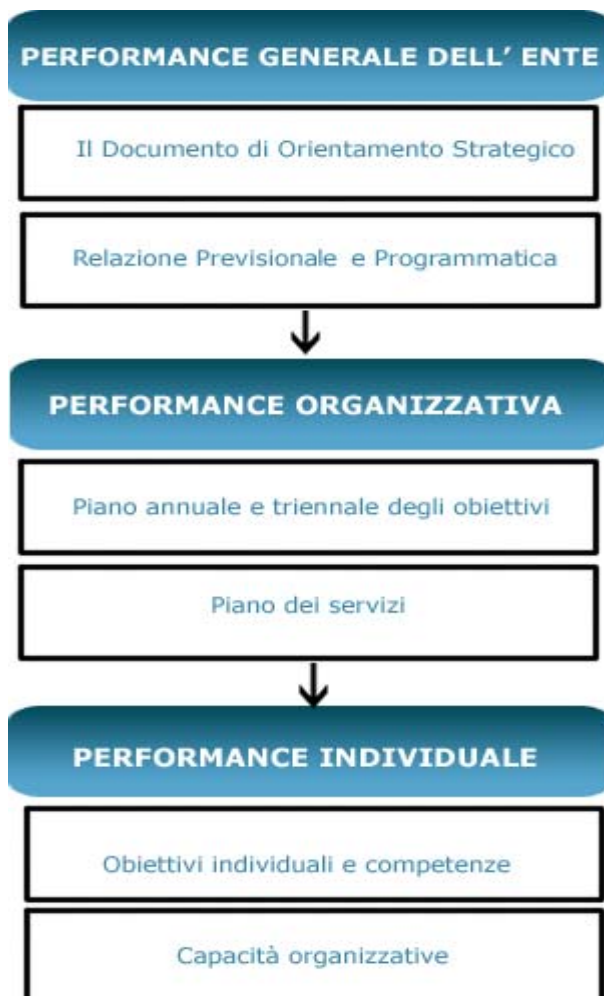 PERFORMANCE GENERALE DELL' ENTE
Il Documento di Orientamento Strategico
Relazione Previsionale e Programmatica
PERFORMANCE ORGANIZZATIVA
Piano annuale e triennale degli obiettivi
Piano dei servizi
PERFORMANCE INDIVIDUALE
Obiettivi individuali e competenze
Capacità organizzative